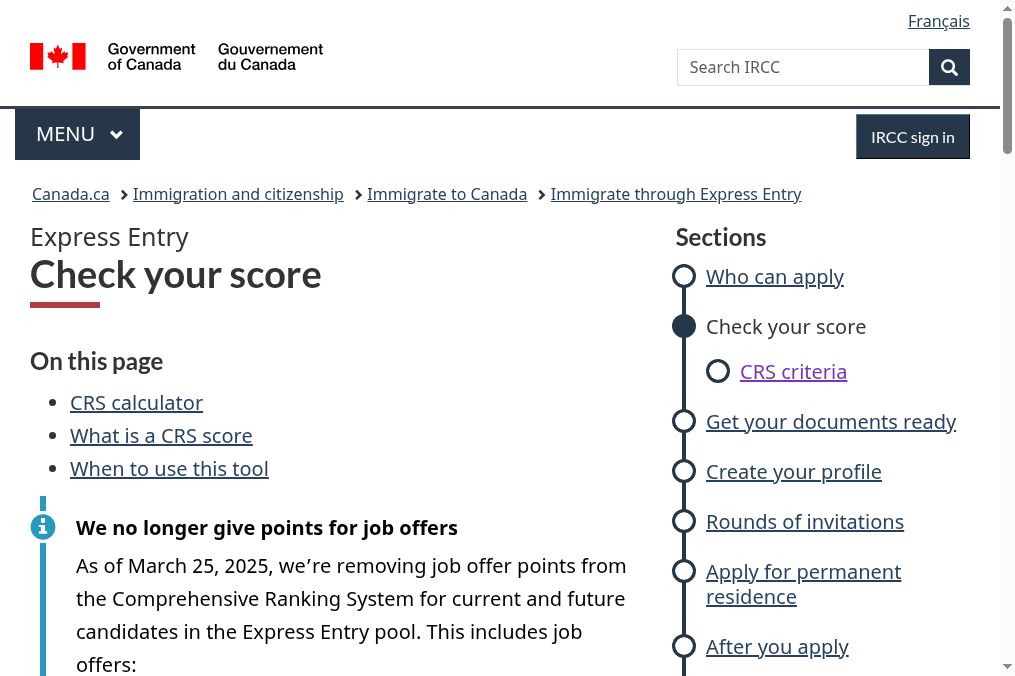 Français
Government of Canada
Gouvernement du Canada
Search IRCC
MENU
IRCC sign in
Canada.ca
Immigration and citizenship
Immigrate to Canada
Immigrate through Express Entry
Express Entry
Check your score
On this page
CRS calculator
What is a CRS score
When to use this tool
We no longer give points for job offers
As of March 25, 2025, we’re removing job offer points from
the Comprehensive Ranking System for current and future
candidates in the Express Entry pool. This includes job
offers:
Sections
Who can apply
Check your score
CRS criteria
Get your documents ready
Create your profile
Rounds of invitations
Apply for permanent
residence
After you apply